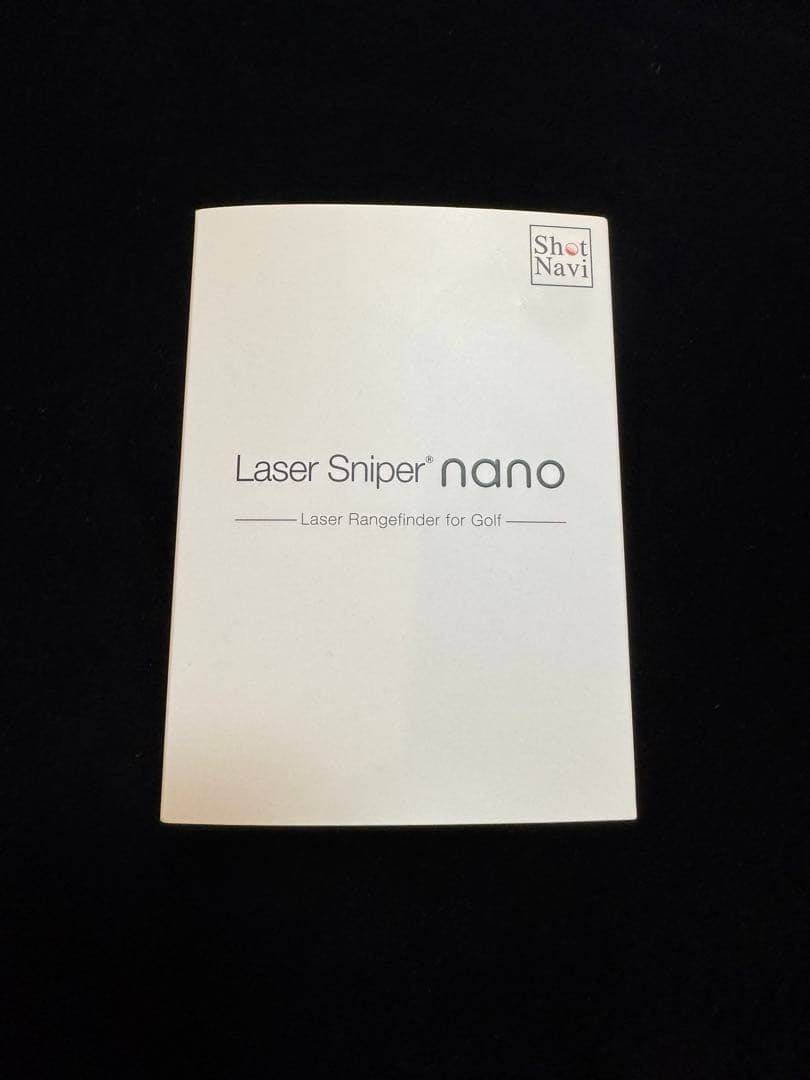 Shot
Navi
Laser Sniper® nano
Laser Rangefinder for Golf